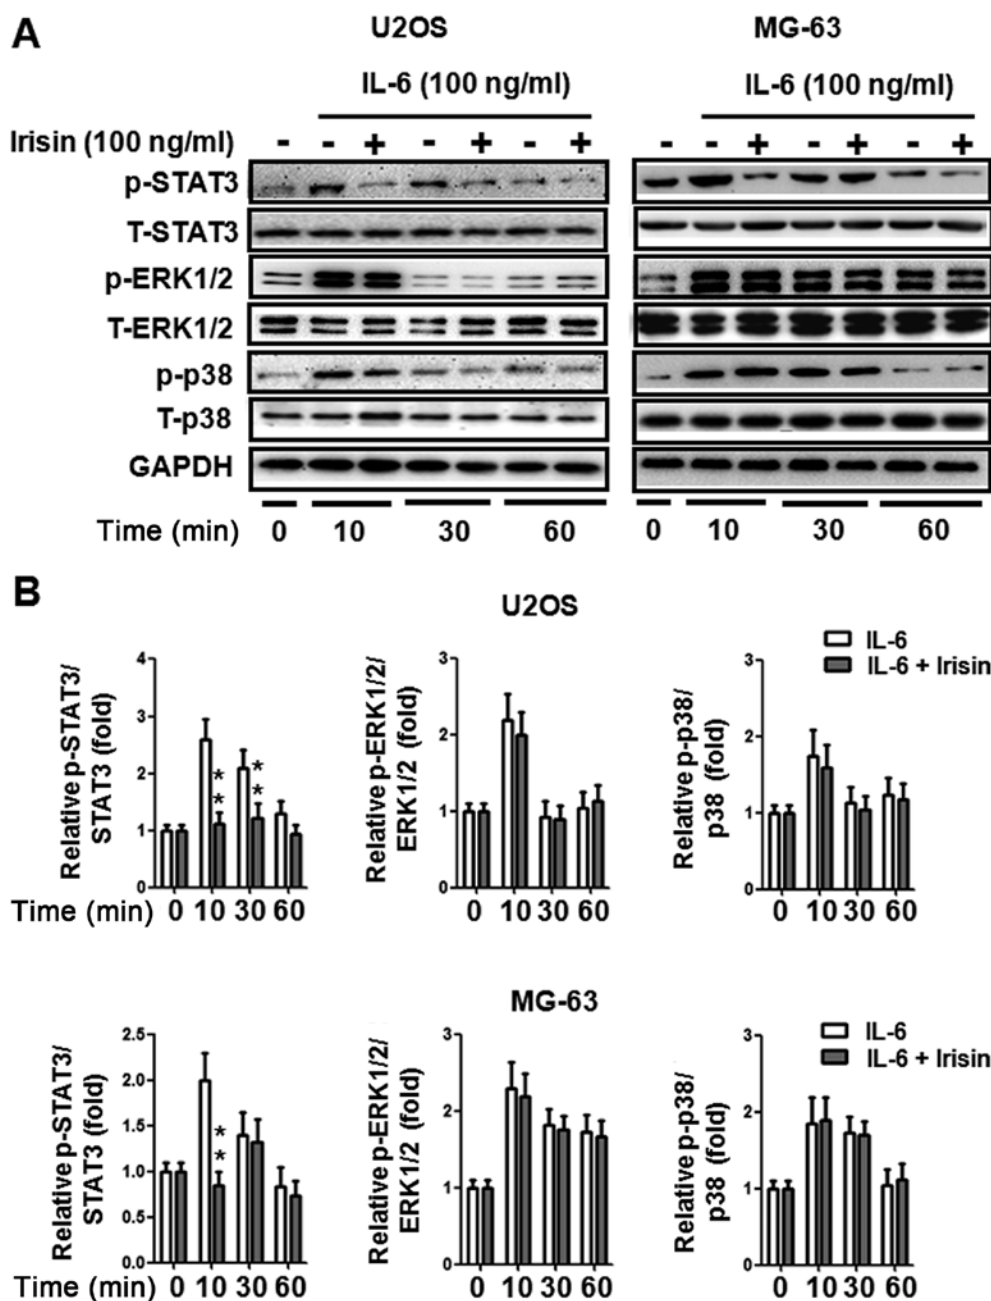 A
U2OS
MG-63
IL-6 (100 ng/ml)
IL-6 (100 ng/ml)
Irisin (100 ng/ml) - - + - + - +
- - + - + - +
p-STAT3
T-STAT3
p-ERK1/2
T-ERK1/2
p-p38
T-p38
GAPDH
Time (min) 0 10 30 60
0 10 30 60
B
U2OS
IL-6
IL-6 + Irisin
Relative p-STAT3/
STAT3 (fold)
4
3
2
1
0
**
**
Time (min) 0 10 30 60
Relative p-ERK1/2/
ERK1/2 (fold)
3
2
1
0
0 10 30 60
Relative p-p38/
p38 (fold)
3
2
1
0
0 10 30 60
MG-63
IL-6
IL-6 + Irisin
Relative p-STAT3/
STAT3 (fold)
2.5
2.0
1.5
1.0
0.5
0.0
**
Time (min) 0 10 30 60
Relative p-ERK1/2/
ERK1/2 (fold)
3
2
1
0
0 10 30 60
Relative p-p38/
p38 (fold)
3
2
1
0
0 10 30 60